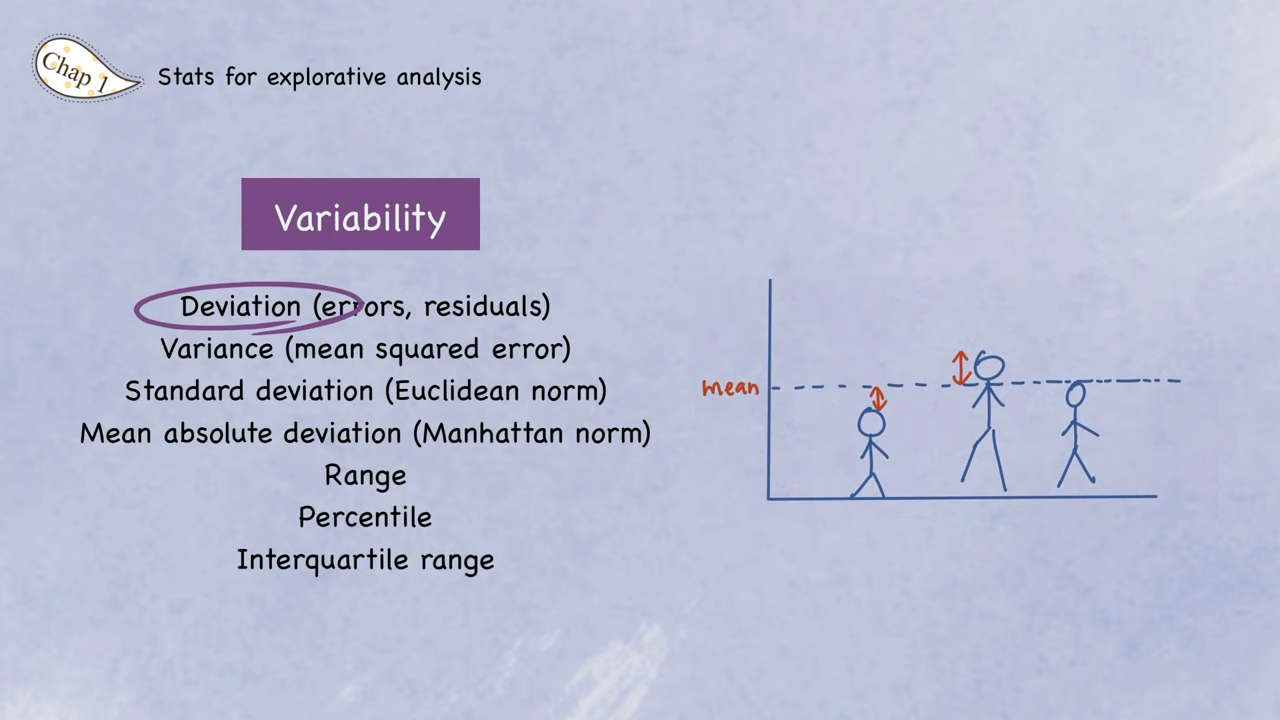 Chap 1
Stats for explorative analysis
Variability
Deviation (errors, residuals)
Variance (mean squared error)
Standard deviation (Euclidean norm)
Mean absolute deviation (Manhattan norm)
Range
Percentile
Interquartile range
mean